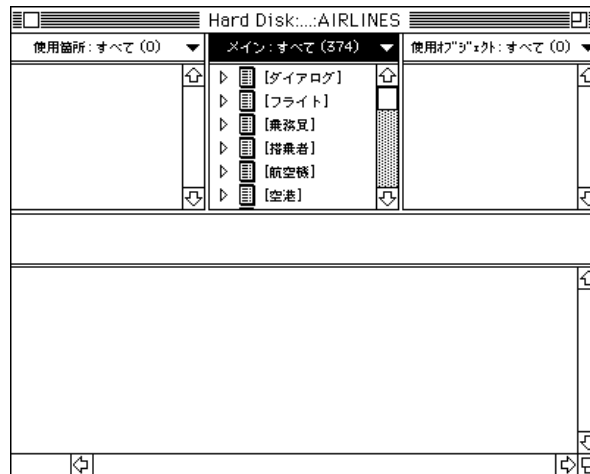 Hard Disk:...:AIRLINES
使用箇所：すべて (0)
メイン：すべて (374)
使用ｵﾌﾞｼﾞｪｸﾄ：すべて (0)
[ダイアログ]
[フライト]
[乗務員]
[搭乗者]
[航空機]
[空港]